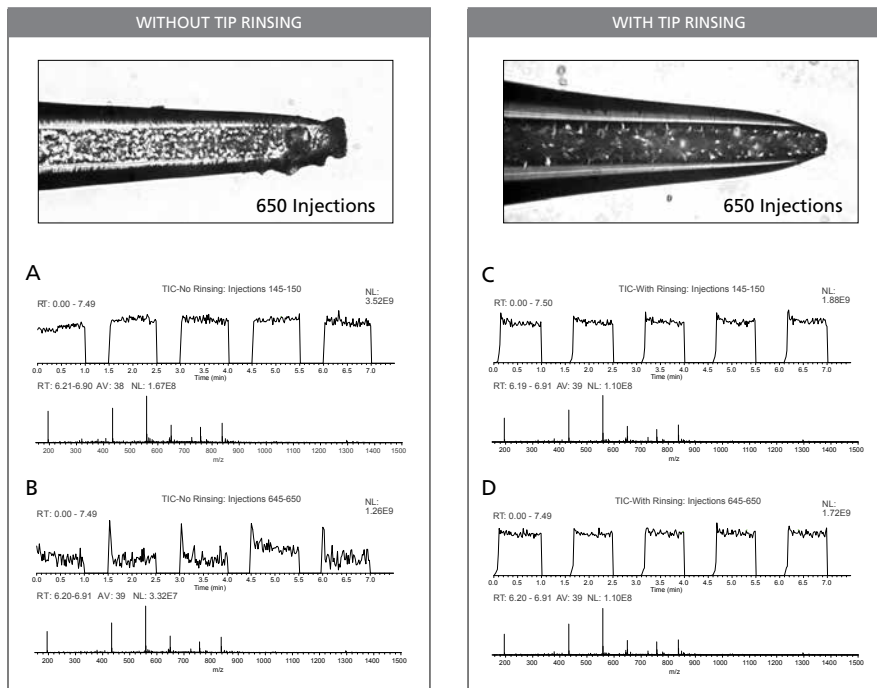 WITHOUT TIP RINSING
650 Injections
A
TIC-No Rinsing: Injections 145-150
NL:
3.52E9
RT: 0.00 - 7.49
0.0 0.5 1.0 1.5 2.0 2.5 3.0 3.5 4.0 4.5 5.0 5.5 6.0 6.5 7.0
Time (min)
RT: 6.21-6.90 AV: 38 NL: 1.67E8
200 300 400 500 600 700 800 900 1000 1100 1200 1300 1400 1500
m/z
B
TIC-No Rinsing: Injections 645-650
NL:
1.26E9
RT: 0.00 - 7.49
0.0 0.5 1.0 1.5 2.0 2.5 3.0 3.5 4.0 4.5 5.0 5.5 6.0 6.5 7.0
Time (min)
RT: 6.20-6.91 AV: 39 NL: 3.32E7
200 300 400 500 600 700 800 900 1000 1100 1200 1300 1400 1500
m/z
WITH TIP RINSING
650 Injections
C
TIC-With Rinsing: Injections 145-150
NL:
1.88E9
RT: 0.00 - 7.50
0.0 0.5 1.0 1.5 2.0 2.5 3.0 3.5 4.0 4.5 5.0 5.5 6.0 6.5 7.0
Time (min)
RT: 6.19 - 6.91 AV: 39 NL: 1.10E8
200 300 400 500 600 700 800 900 1000 1100 1200 1300 1400 1500
m/z
D
TIC-With Rinsing: Injections 645-650
NL:
1.72E9
RT: 0.00 - 7.49
0.0 0.5 1.0 1.5 2.0 2.5 3.0 3.5 4.0 4.5 5.0 5.5 6.0 6.5 7.0
Time (min)
RT: 6.20 - 6.91 AV: 39 NL: 1.10E8
200 300 400 500 600 700 800 900 1000 1100 1200 1300 1400 1500
m/z